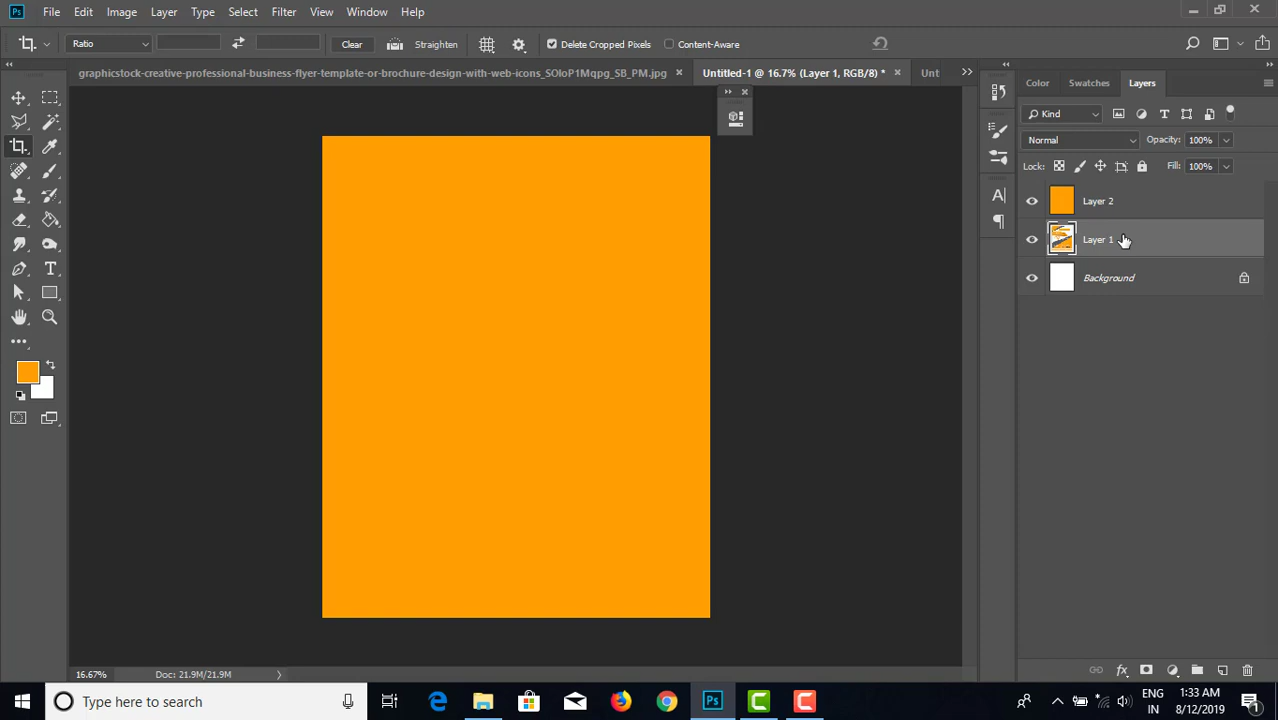 Ps File Edit Image Layer Type Select Filter View Window Help
Ratio Clear Straighten Delete Cropped Pixels Content-Aware
graphicstock-creative-professional-business-flyer-template-or-brochure-design-with-web-icons_SOIoP1Mqpg_SB_PM.jpg Untitled-1 @ 16.7% (Layer 1, RGB/8) * Unt
Color Swatches Layers
Kind
Normal Opacity: 100%
Lock: Fill: 100%
Layer 2
Layer 1
Background
16.67% Doc: 21.9M/21.9M
Type here to search
ENG
IN
1:33 AM
8/12/2019